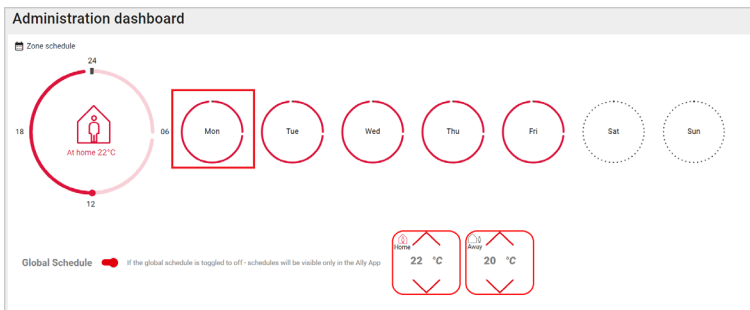 Administration dashboard
Zone schedule
24
18
At home 22°C
06
12
Mon
Tue
Wed
Thu
Fri
Sat
Sun
Global Schedule
If the global schedule is toggled to off - schedules will be visible only in the Ally App
Home
22 °C
Away
20 °C